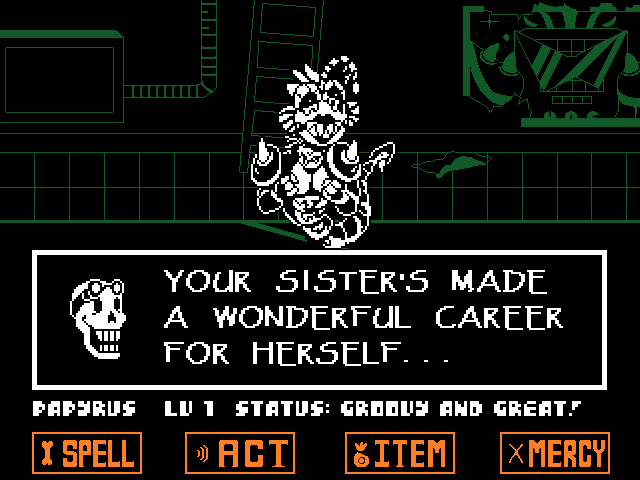 YOUR SISTER'S MADE
A WONDERFUL CAREER
FOR HERSELF...
PAPYRUS LV 1 STATUS: GROOVY AND GREAT!
SPELL ACT ITEM MERCY